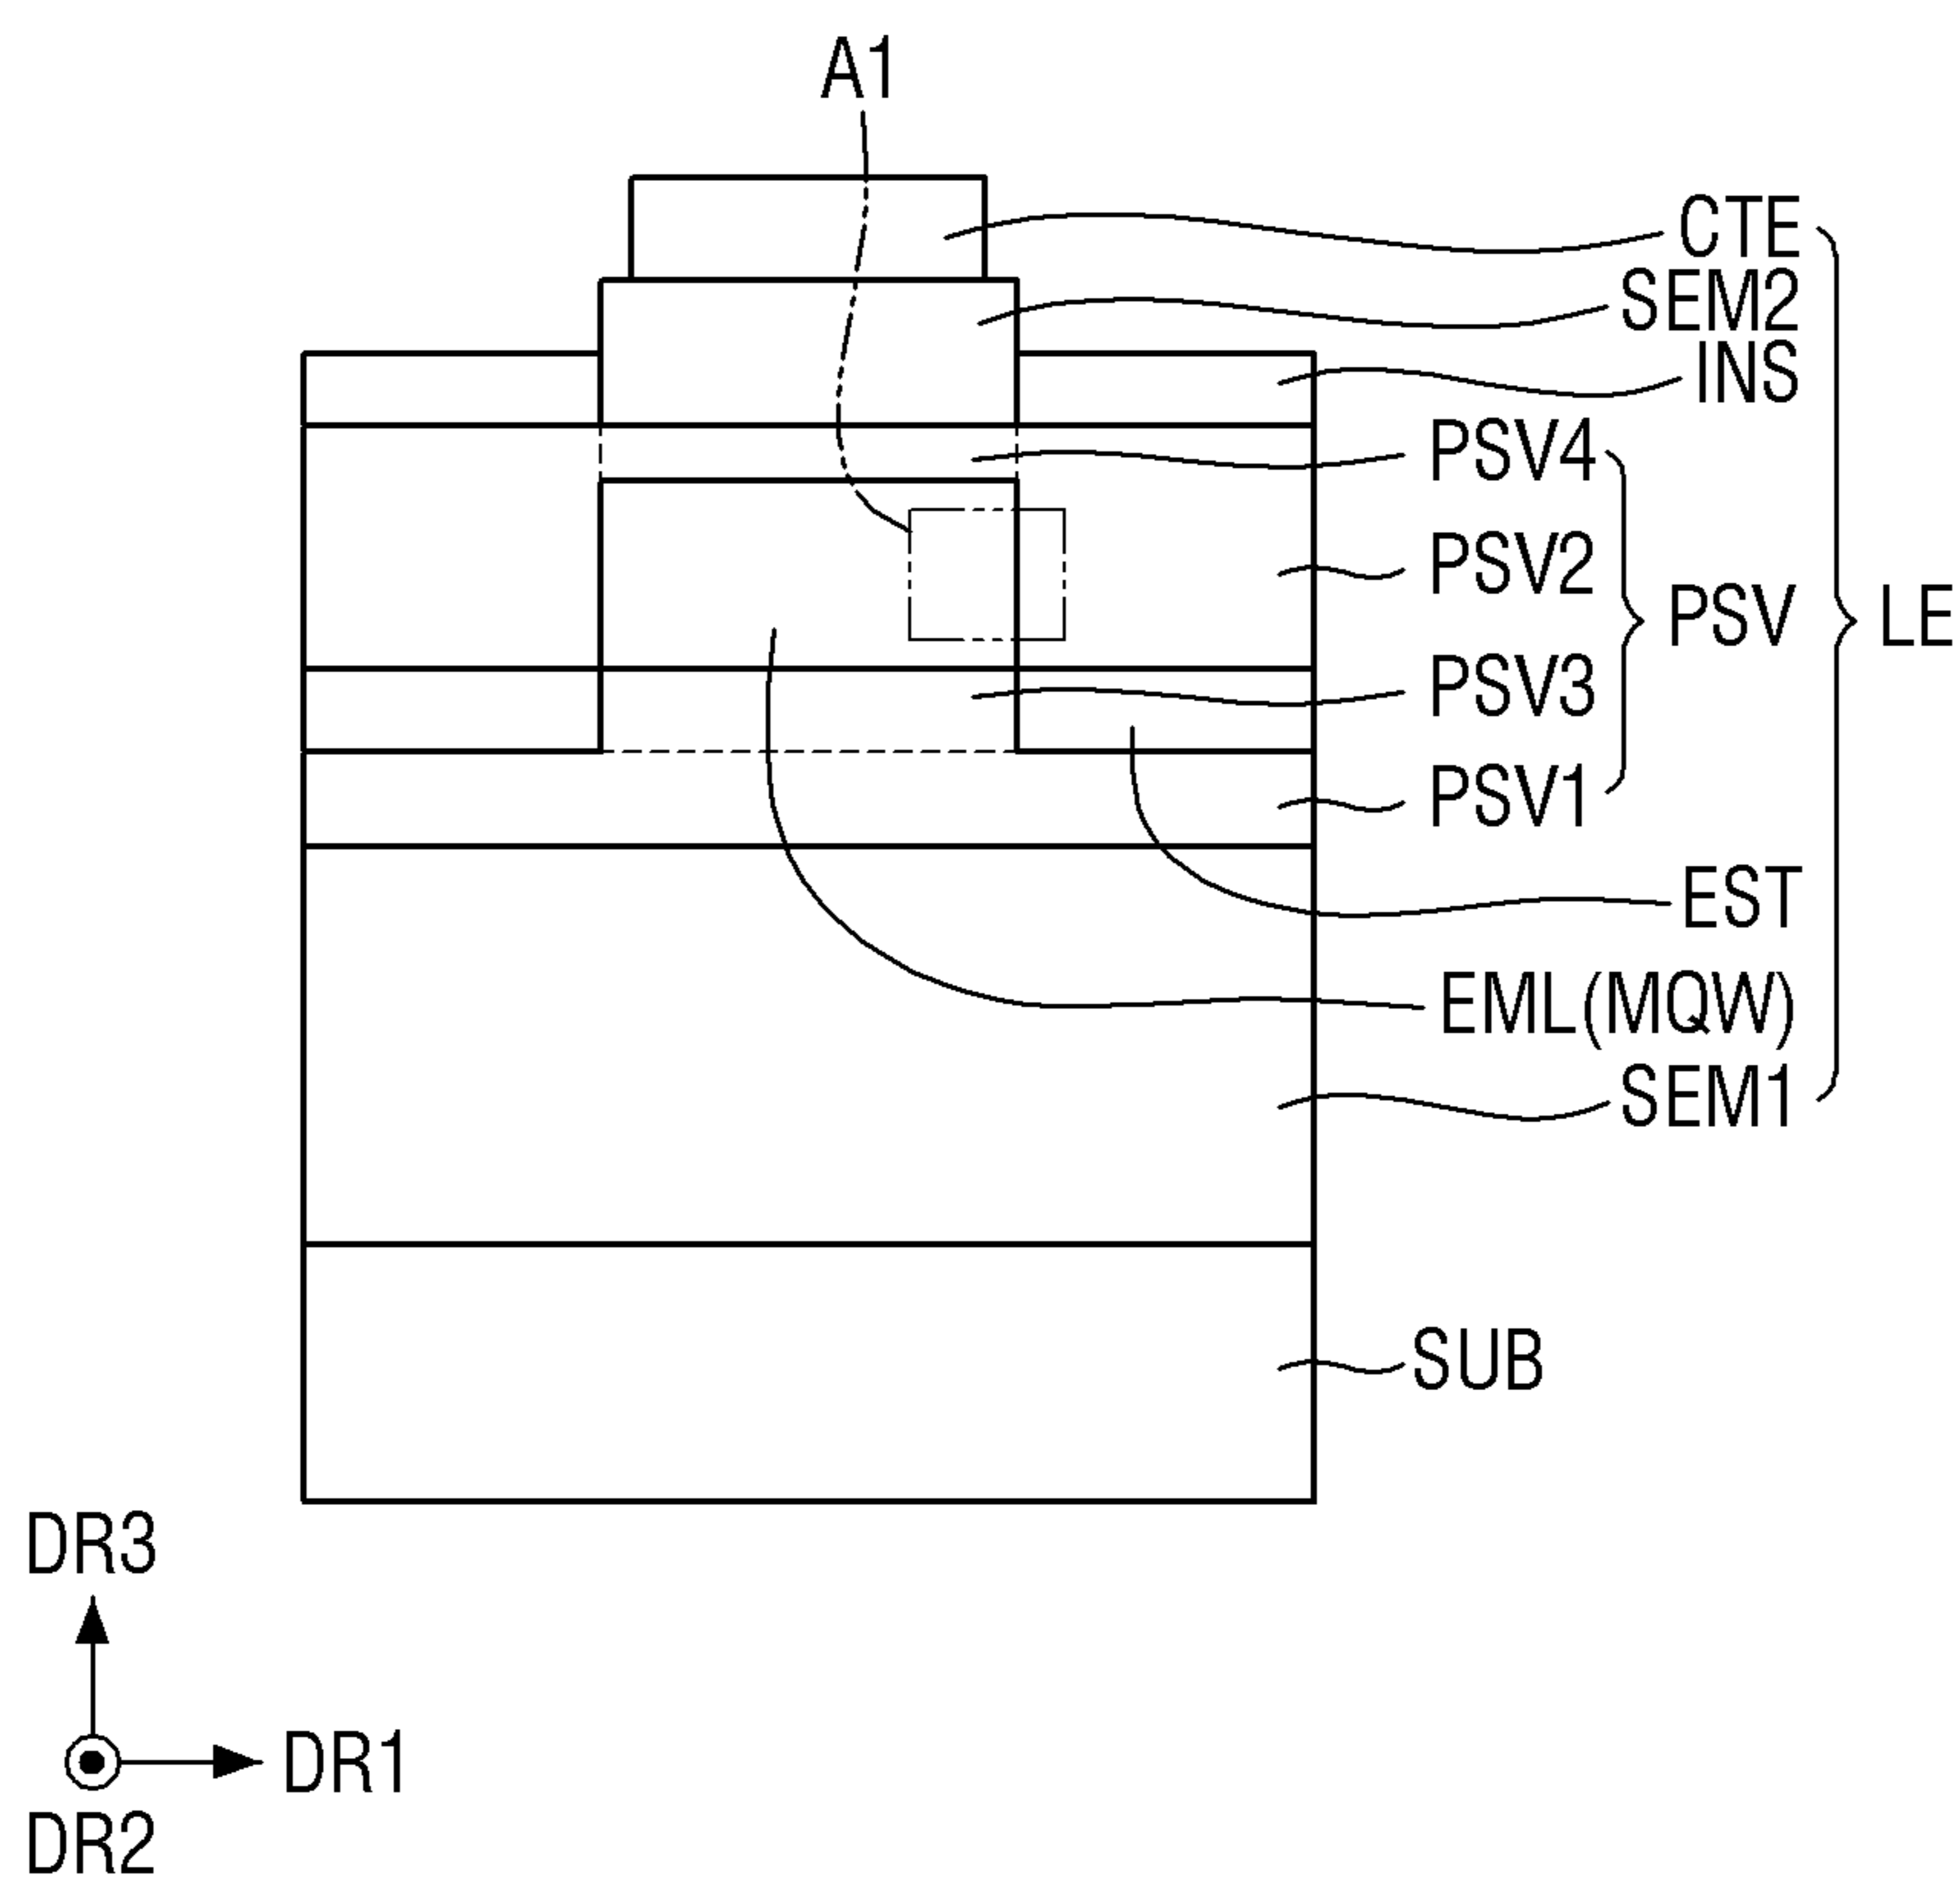 A1
CTE
SEM2
INS
PSV4
PSV2
PSV LE
PSV3
PSV1
EST
EML(MQW)
SEM1
SUB
DR3
DR1
DR2